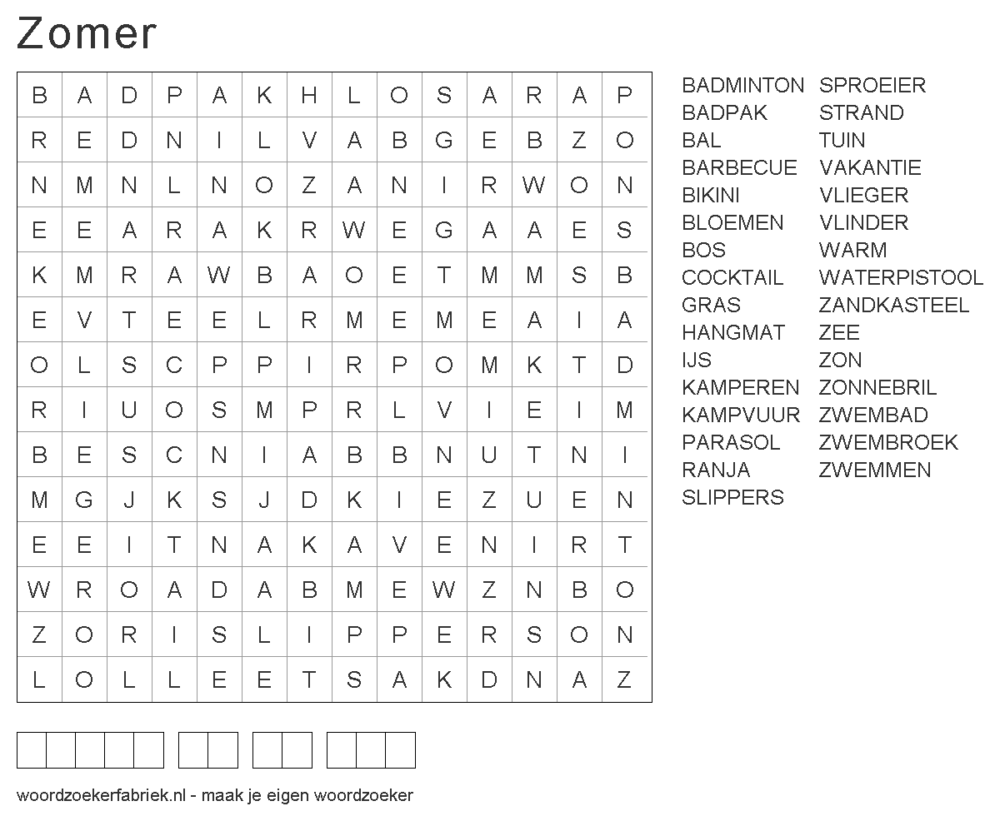 Zomer
B A D P A K H L O S A R A P
R E D N I L V A B G E B Z O
N M N L N O Z A N I R W O N
E E A R A K R W E G A A E S
K M R A W B A O E T M M S B
E V T E E L R M E M E A I A
O L S C P P I R P O M K T D
R I U O S M P R L V I E I M
B E S C N I A B B N U T N I
M G J K S J D K I E Z U E N
E E I T N A K A V E N I R T
W R O A D A B M E W Z N B O
Z O R I S L I P P E R S O N
L O L L E E T S A K D N A Z
BADMINTON SPROEIER
BADPAK STRAND
BAL TUIN
BARBECUE VAKANTIE
BIKINI VLIEGER
BLOEMEN VLINDER
BOS WARM
COCKTAIL WATERPISTOOL
GRAS ZANDKASTEEL
HANGMAT ZEE
IJS ZON
KAMPEREN ZONNEBRIL
KAMPVUUR ZWEMBAD
PARASOL ZWEMBROEK
RANJA ZWEMMEN
SLIPPERS
woordzoekerfabriek.nl - maak je eigen woordzoeker